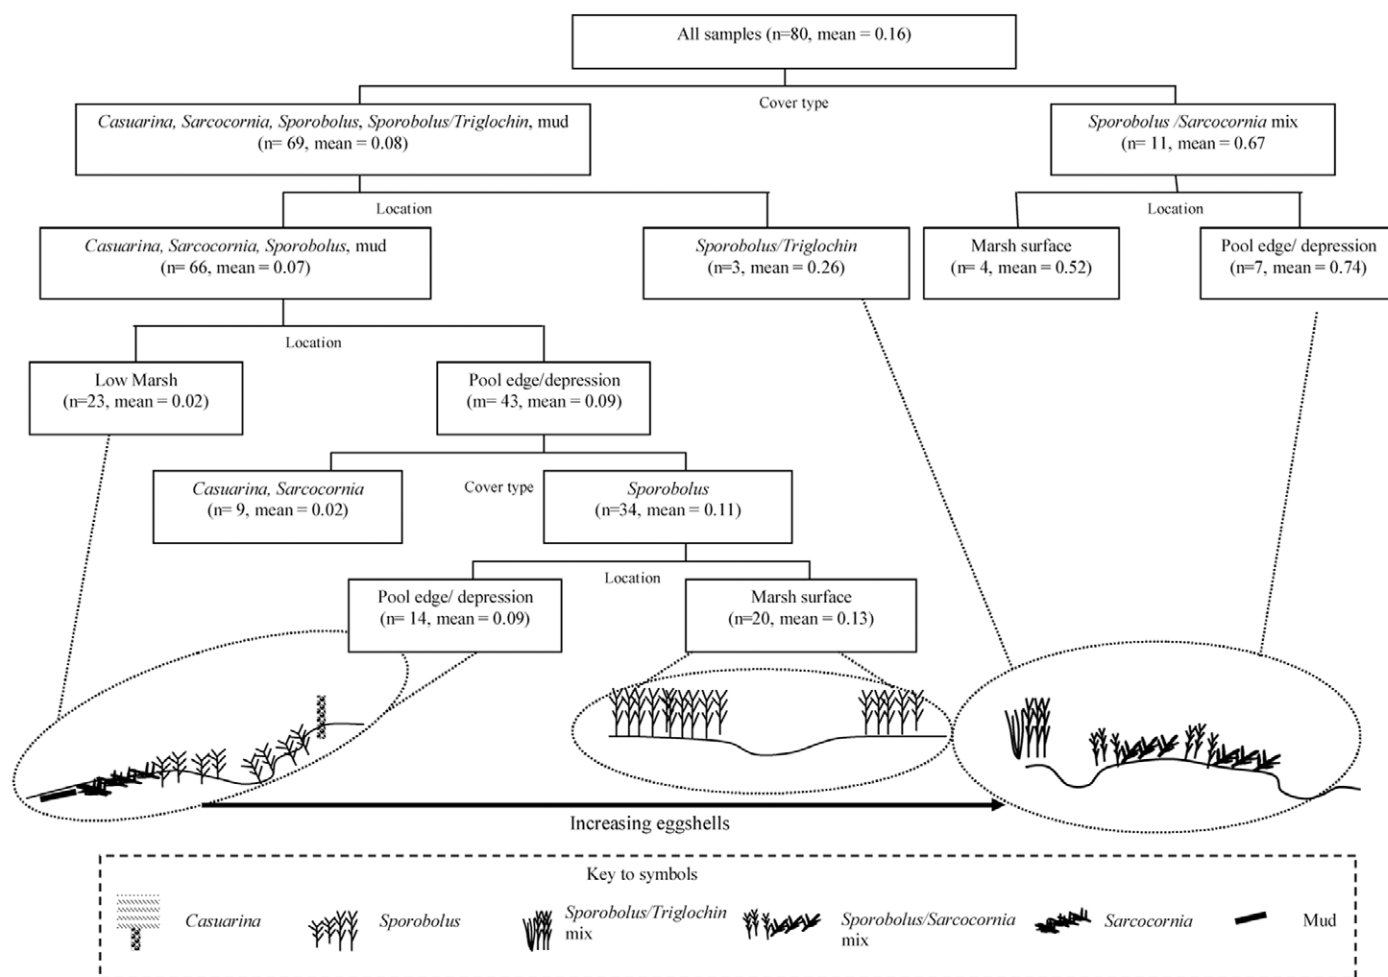 All samples (n=80, mean = 0.16)
Cover type
Casuarina, Sarcocornia, Sporobolus, Sporobolus/Triglochin, mud
(n= 69, mean = 0.08)
Sporobolus /Sarcocornia mix
(n= 11, mean = 0.67
Location
Location
Casuarina, Sarcocornia, Sporobolus, mud
(n= 66, mean = 0.07)
Sporobolus/Triglochin
(n=3, mean = 0.26)
Marsh surface
(n= 4, mean = 0.52)
Pool edge/ depression
(n=7, mean = 0.74)
Location
Low Marsh
(n=23, mean = 0.02)
Pool edge/depression
(m= 43, mean = 0.09)
Casuarina, Sarcocornia
(n= 9, mean = 0.02)
Cover type
Sporobolus
(n=34, mean = 0.11)
Location
Pool edge/ depression
(n= 14, mean = 0.09)
Marsh surface
(n=20, mean = 0.13)
Increasing eggshells
Key to symbols
Casuarina
Sporobolus
Sporobolus/Triglochin
mix
Sporobolus/Sarcocornia
mix
Sarcocornia
Mud